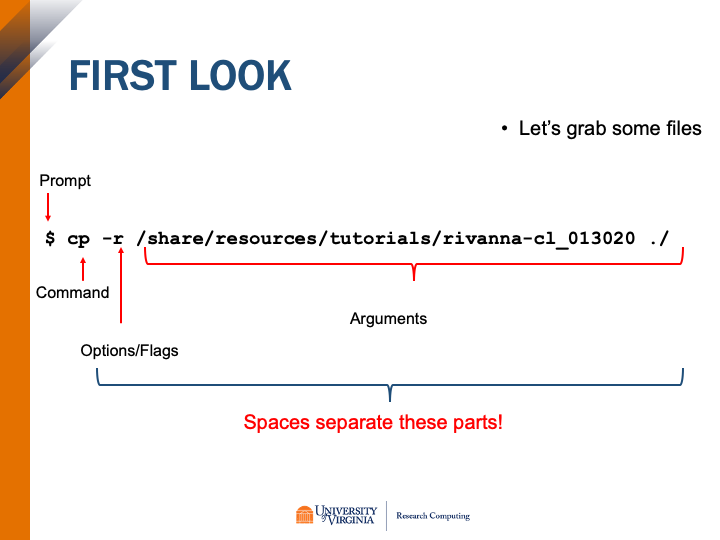 FIRST LOOK
• Let’s grab some files
Prompt
$ cp -r /share/resources/tutorials/rivanna-cl_013020 ./
Command
Arguments
Options/Flags
Spaces separate these parts!
UNIVERSITY
of VIRGINIA
Research Computing